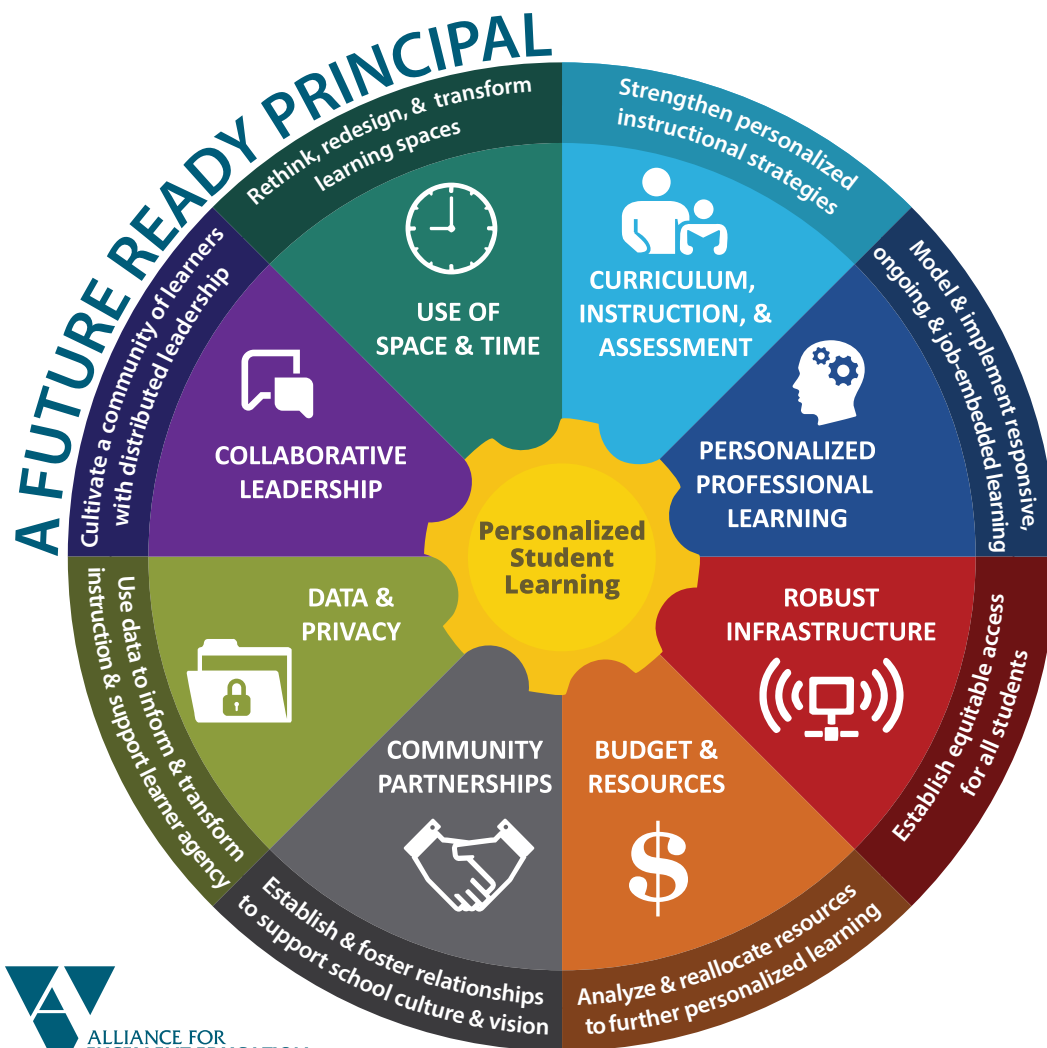 A FUTURE READY PRINCIPAL
Rethink, redesign, & transform
learning spaces
USE OF
SPACE & TIME
Strengthen personalized
instructional strategies
CURRICULUM,
INSTRUCTION, &
ASSESSMENT
Model & implement responsive,
ongoing, & job-embedded learning
PERSONALIZED
PROFESSIONAL
LEARNING
Establish equitable access
for all students
ROBUST
INFRASTRUCTURE
Analyze & reallocate resources
to further personalized learning
BUDGET &
RESOURCES
$
Establish & foster relationships
to support school culture & vision
COMMUNITY
PARTNERSHIPS
Use data to inform & transform
instruction & support learner agency
DATA &
PRIVACY
Cultivate a community of learners
with distributed leadership
COLLABORATIVE
LEADERSHIP
Personalized
Student
Learning
ALLIANCE FOR
EXCELLENT EDUCATION